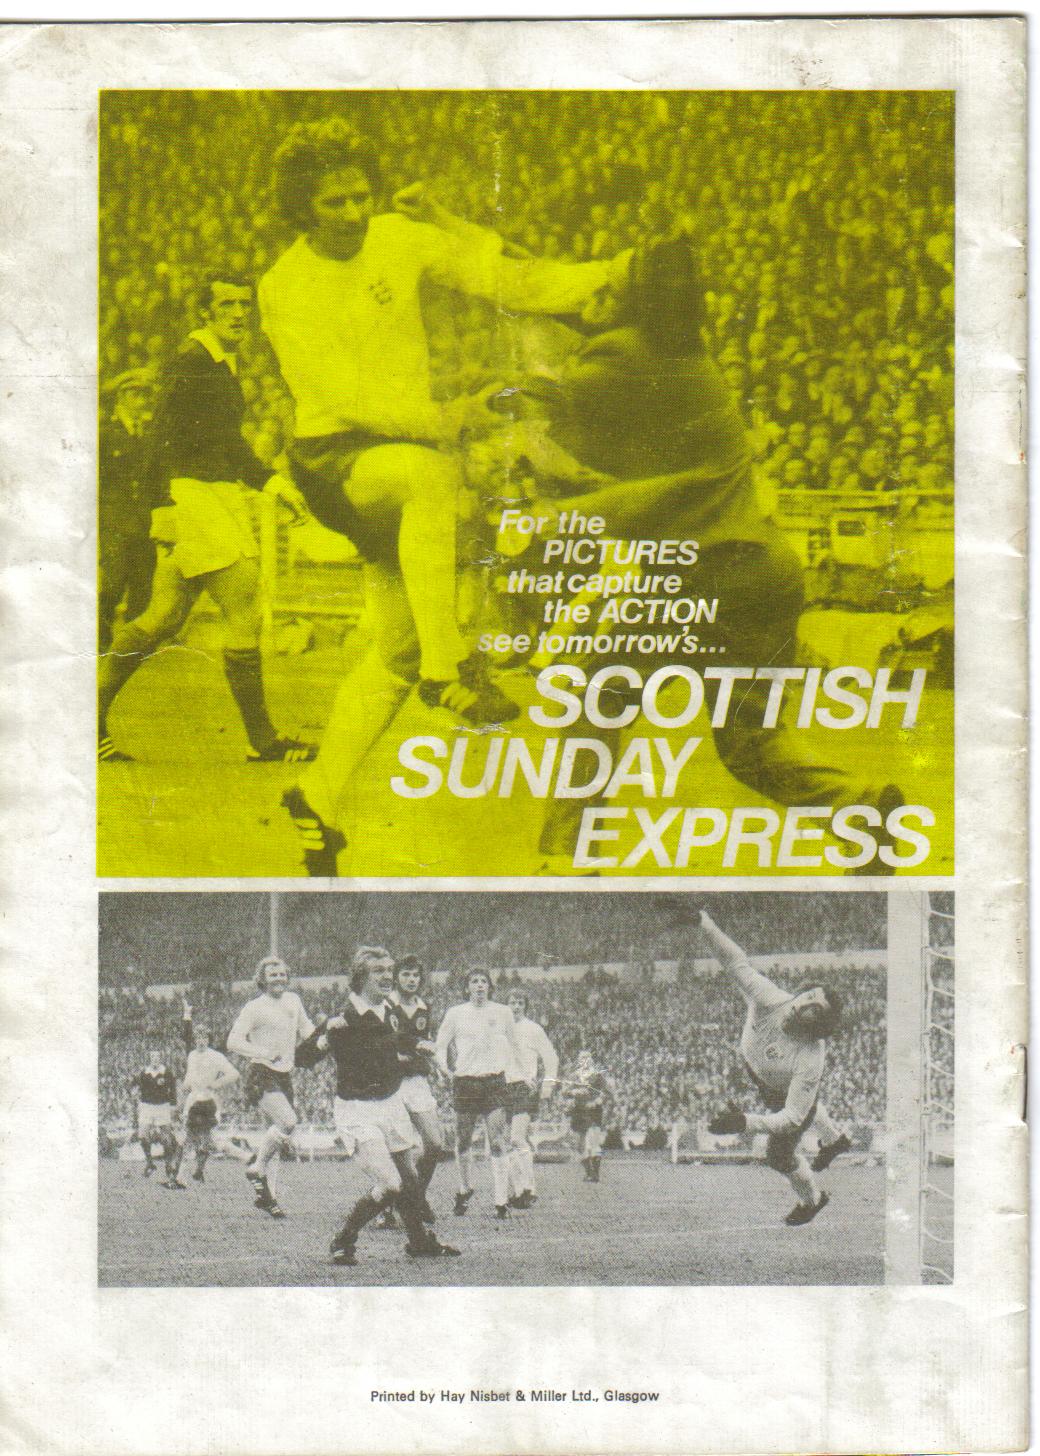 For the
PICTURES
that capture
the ACTION,
see tomorrow's...
SCOTTISH
SUNDAY
EXPRESS
Printed by Hay Nisbet & Miller Ltd., Glasgow